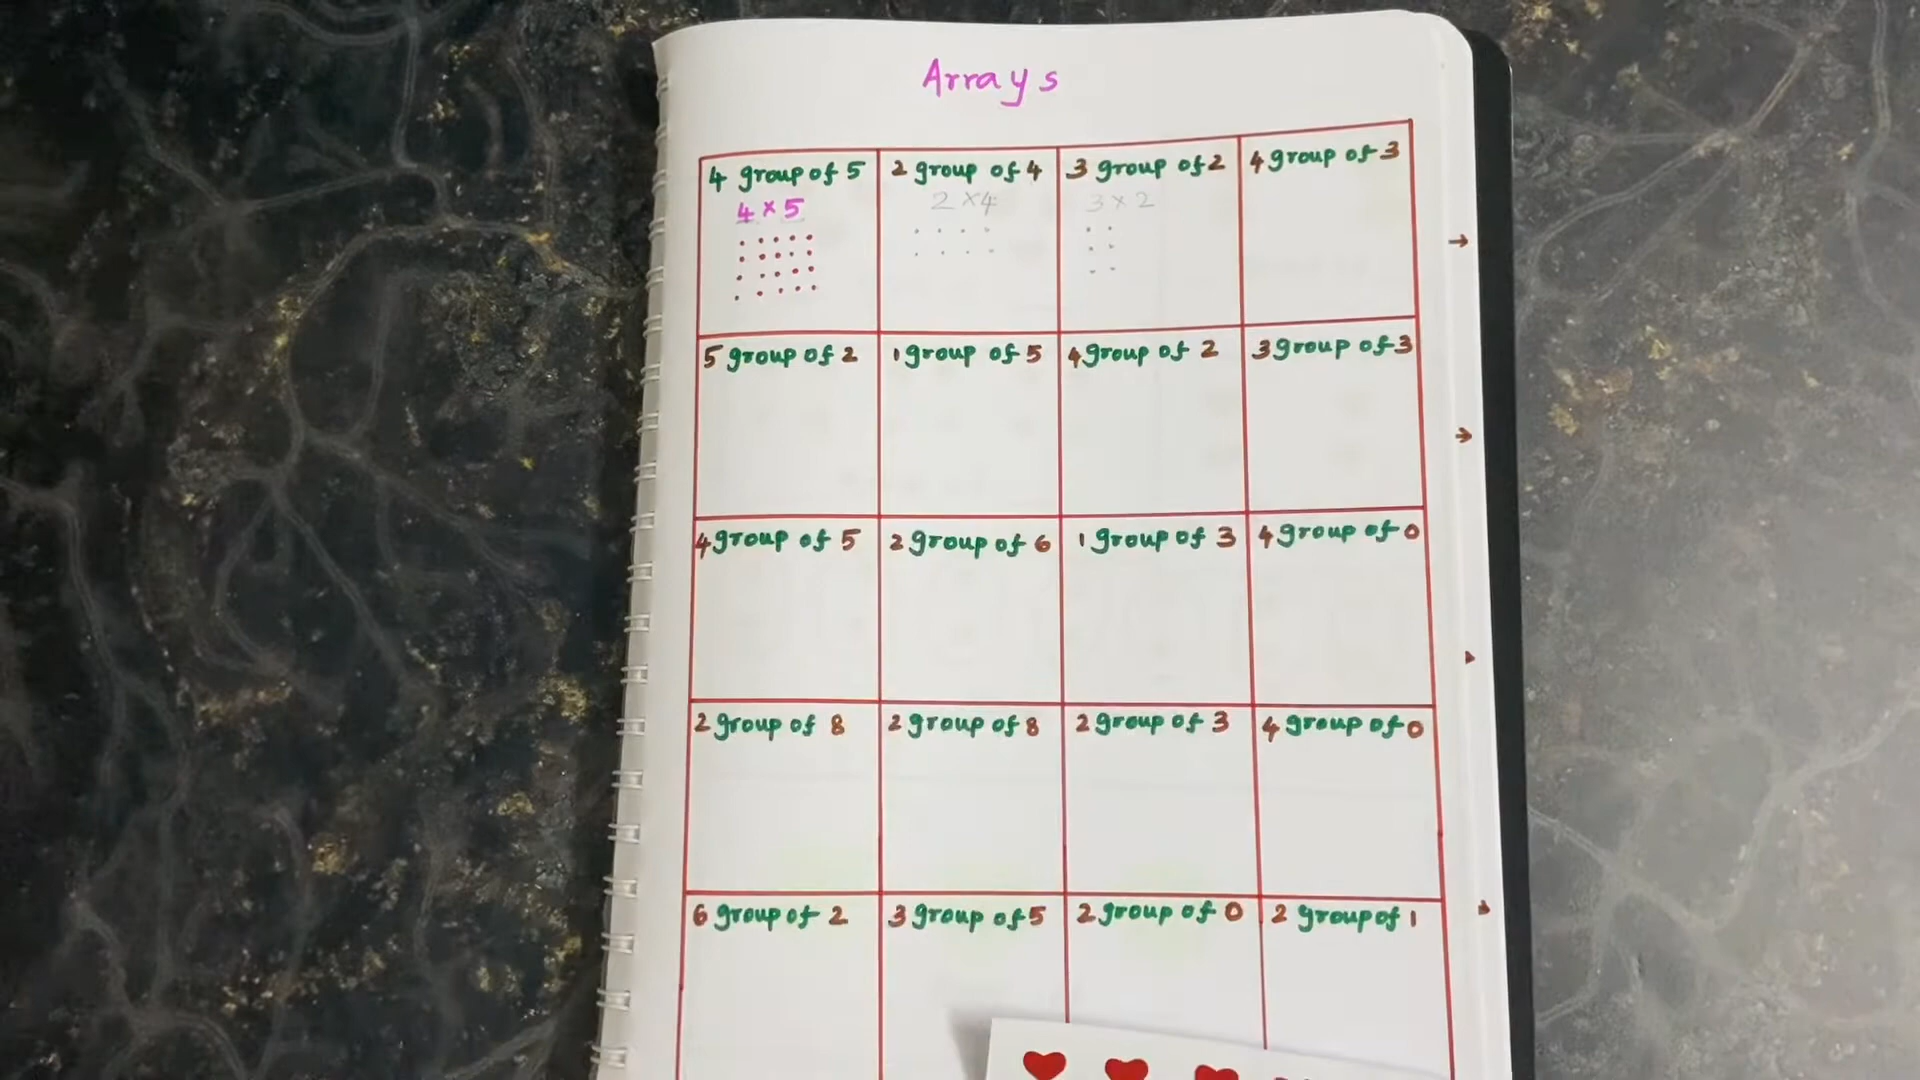 Arrays
4 group of 5
4 × 5
2 group of 4
2 × 4
3 group of 2
3 × 2
4 group of 3
5 group of 2
1 group of 5
4 group of 2
3 group of 3
4 group of 5
2 group of 6
1 group of 3
4 group of 0
2 group of 8
2 group of 8
2 group of 3
4 group of 0
6 group of 2
3 group of 5
2 group of 0
2 group of 1